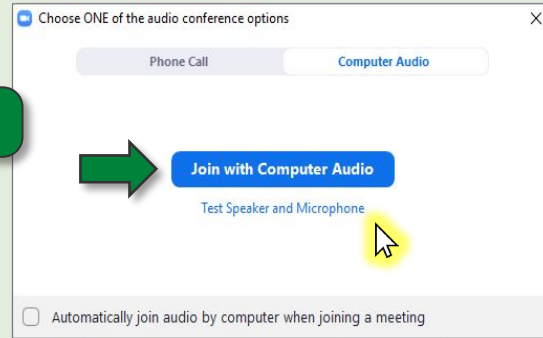 Choose ONE of the audio conference options
Phone Call
Computer Audio
Join with Computer Audio
Test Speaker and Microphone
Automatically join audio by computer when joining a meeting